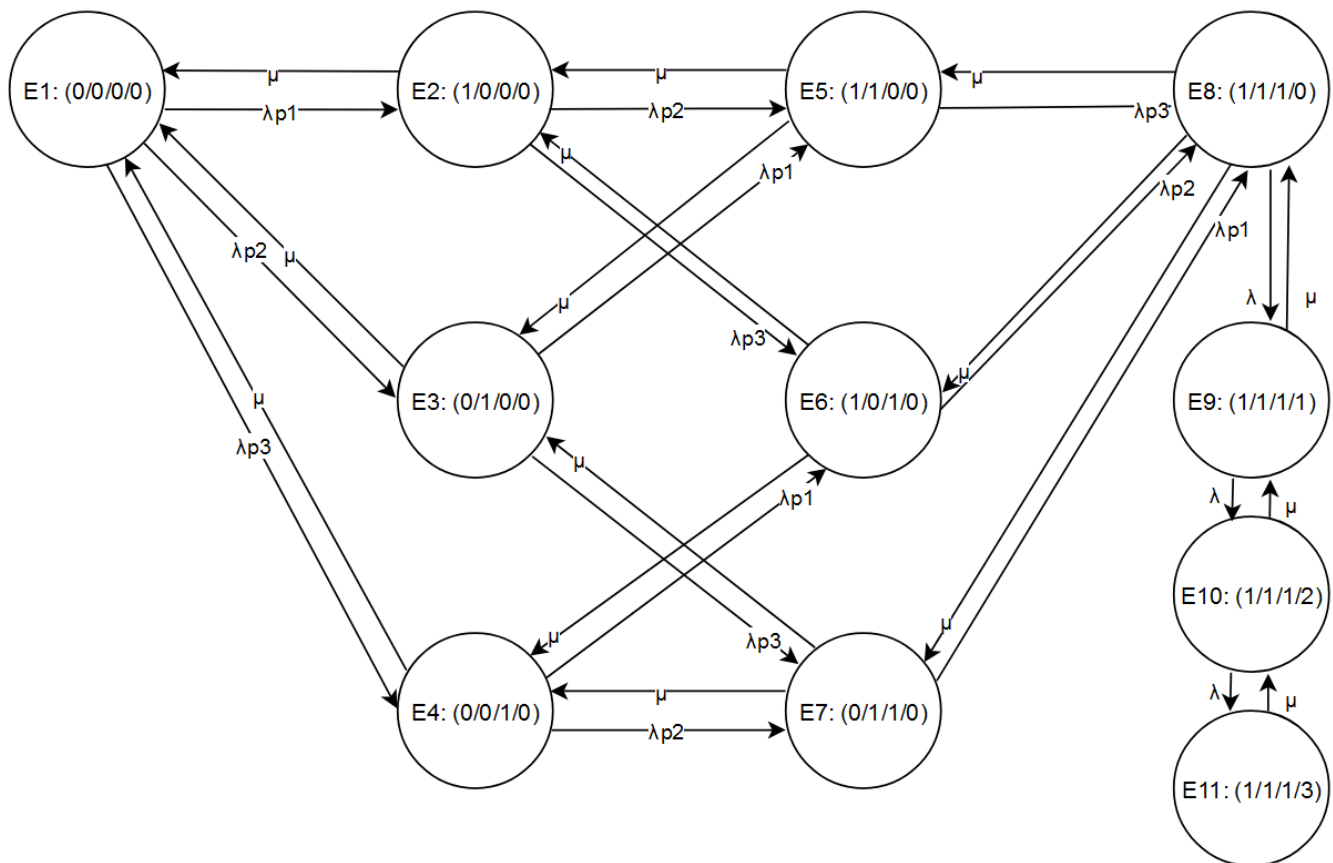 E1: (0/0/0/0)
μ
λp1
E2: (1/0/0/0)
μ
λp2
E5: (1/1/0/0)
μ
λp3
E8: (1/1/1/0)
μ
λp1
λp2
λp1
λp2
μ
μ
λp3
λ
μ
μ
λp3
E3: (0/1/0/0)
E6: (1/0/1/0)
μ
E9: (1/1/1/1)
μ
λp1
λ
μ
E10: (1/1/1/2)
μ
λp3
μ
E4: (0/0/1/0)
μ
λp2
E7: (0/1/1/0)
λ
μ
E11: (1/1/1/3)